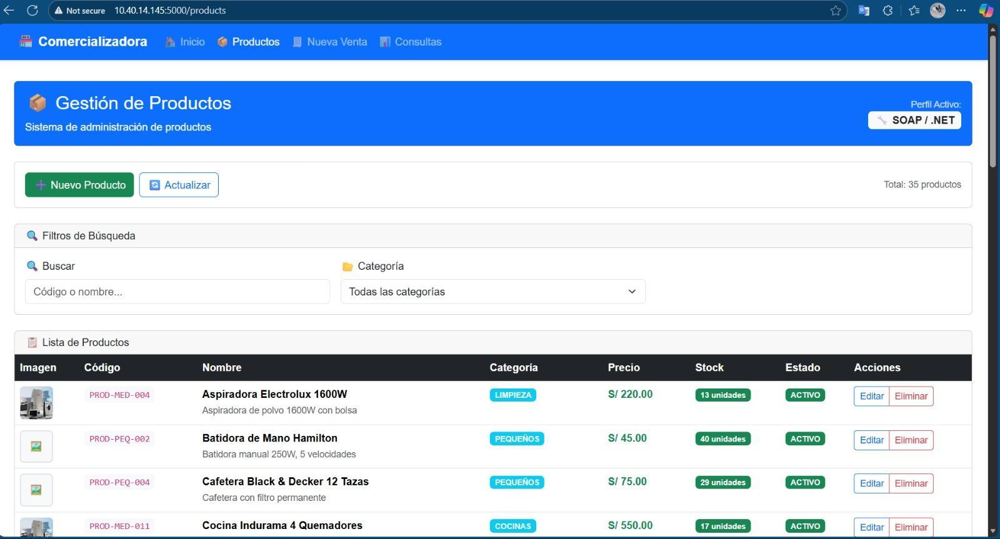 Not secure 10.40.14.145:5000/products
Comercializadora Inicio Productos Nueva Venta Consultas
Gestión de Productos
Sistema de administración de productos
Perfil Activo:
SOAP / .NET
Nuevo Producto Actualizar Total: 35 productos
Filtros de Búsqueda
Buscar Categoría
Código o nombre... Todas las categorías
Lista de Productos
Imagen Código Nombre Categoría Precio Stock Estado Acciones
PROD-MED-004 Aspiradora Electrolux 1600W LIMPIEZA S/ 220.00 13 unidades ACTIVO Editar Eliminar
Aspiradora de polvo 1600W con bolsa
PROD-PEQ-002 Batidora de Mano Hamilton PEQUEÑOS S/ 45.00 40 unidades ACTIVO Editar Eliminar
Batidora manual 250W, 5 velocidades
PROD-PEQ-004 Cafetera Black & Decker 12 Tazas PEQUEÑOS S/ 75.00 29 unidades ACTIVO Editar Eliminar
Cafetera con filtro permanente
PROD-MED-011 Cocina Indurama 4 Quemadores COCINAS S/ 550.00 17 unidades ACTIVO Editar Eliminar